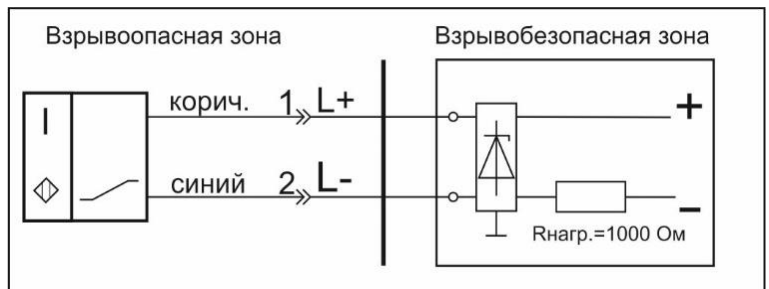 Взрывоопасная зона
Взрывобезопасная зона
корич. 1 L+
+
синий 2 L-
–
Rнагр.=1000 Ом